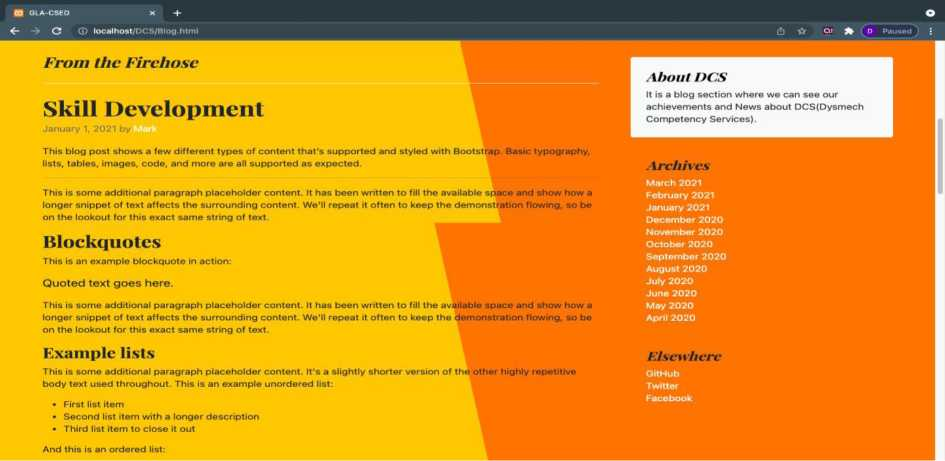 GLA-CSED
localhost/DCS/Blog.html
Paused
From the Firehose
Skill Development
January 1, 2021 by Mark
This blog post shows a few different types of content that's supported and styled with Bootstrap. Basic typography,
lists, tables, images, code, and more are all supported as expected.
This is some additional paragraph placeholder content. It has been written to fill the available space and show how a
longer snippet of text affects the surrounding content. We'll repeat it often to keep the demonstration flowing, so be
on the lookout for this exact same string of text.
Blockquotes
This is an example blockquote in action:
Quoted text goes here.
This is some additional paragraph placeholder content. It has been written to fill the available space and show how a
longer snippet of text affects the surrounding content. We'll repeat it often to keep the demonstration flowing, so be
on the lookout for this exact same string of text.
Example lists
This is some additional paragraph placeholder content. It's a slightly shorter version of the other highly repetitive
body text used throughout. This is an example unordered list:
• First list item
• Second list item with a longer description
• Third list item to close it out
And this is an ordered list:
About DCS
It is a blog section where we can see our
achievements and News about DCS(Dysmech
Competency Services).
Archives
March 2021
February 2021
January 2021
December 2020
November 2020
October 2020
September 2020
August 2020
July 2020
June 2020
May 2020
April 2020
Elsewhere
GitHub
Twitter
Facebook